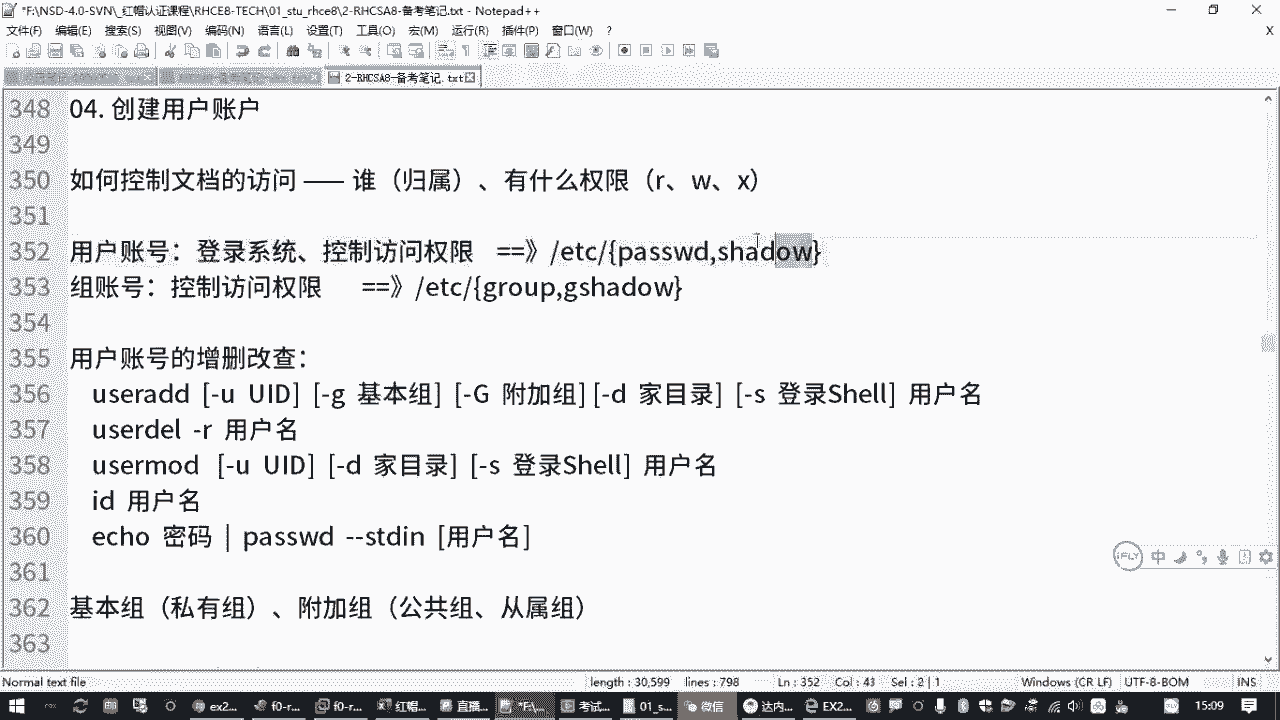 *F:\NSD-4.0-SVN\_红帽认证课程\RHCE8-TECH\01_stu_rhce8\2-RHCSA8-备考笔记.txt - Notepad++
文件(F) 编辑(E) 搜索(S) 视图(V) 编码(N) 语言(L) 设置(T) 工具(O) 宏(M) 运行(R) 插件(P) 窗口(W) ? X
2-RHCSA8-备考笔记.txt
348 04. 创建用户账户
349
350 如何控制文档的访问 —— 谁（归属）、有什么权限（r、w、x）
351
352 用户账号：登录系统、控制访问权限 ==》/etc/{passwd,shadow}
353 组账号：控制访问权限 ==》/etc/{group,gshadow}
354
355 用户账号的增删改查：
356 useradd [-u UID] [-g 基本组] [-G 附加组] [-d 家目录] [-s 登录Shell] 用户名
357 userdel -r 用户名
358 usermod [-u UID] [-d 家目录] [-s 登录Shell] 用户名
359 id 用户名
360 echo 密码 | passwd --stdin [用户名]
361
362 基本组（私有组）、附加组（公共组、从属组）
363
iFLY 中
Normal text file length : 30,599 lines : 798 Ln : 352 Col : 43 Sel : 2 | 1 Windows (CR LF) UTF-8-BOM INS
ex2... f0-r... f0-r... 红帽... 直播... *F\... 考试... 01_s... 微信 达内... EX2... 15:09